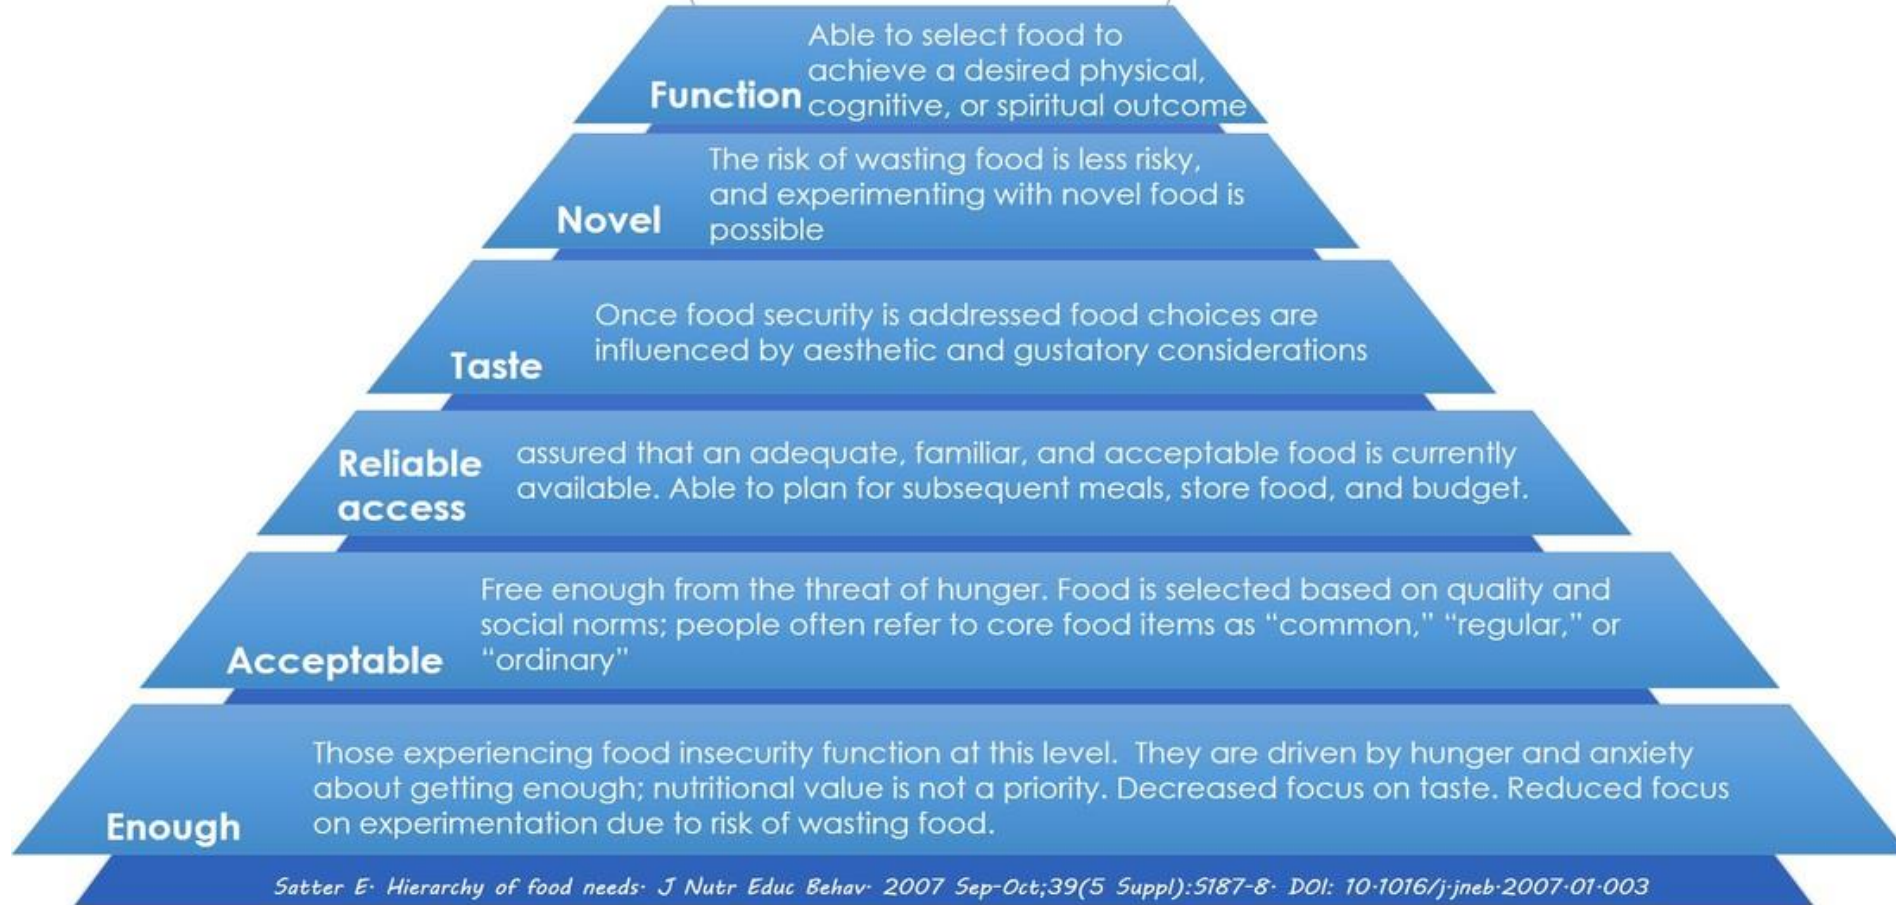 Able to select food to
achieve a desired physical,
Function cognitive, or spiritual outcome
The risk of wasting food is less risky,
and experimenting with novel food is
Novel possible
Once food security is addressed food choices are
influenced by aesthetic and gustatory considerations
Taste
Reliable assured that an adequate, familiar, and acceptable food is currently
access available. Able to plan for subsequent meals, store food, and budget.
Free enough from the threat of hunger. Food is selected based on quality and
social norms; people often refer to core food items as “common,” “regular,” or
Acceptable “ordinary”
Those experiencing food insecurity function at this level. They are driven by hunger and anxiety
about getting enough; nutritional value is not a priority. Decreased focus on taste. Reduced focus
Enough on experimentation due to risk of wasting food.
Satter E· Hierarchy of food needs· J Nutr Educ Behav· 2007 Sep-Oct;39(5 Suppl):S187-8· DOI: 10·1016/j·jneb·2007·01·003